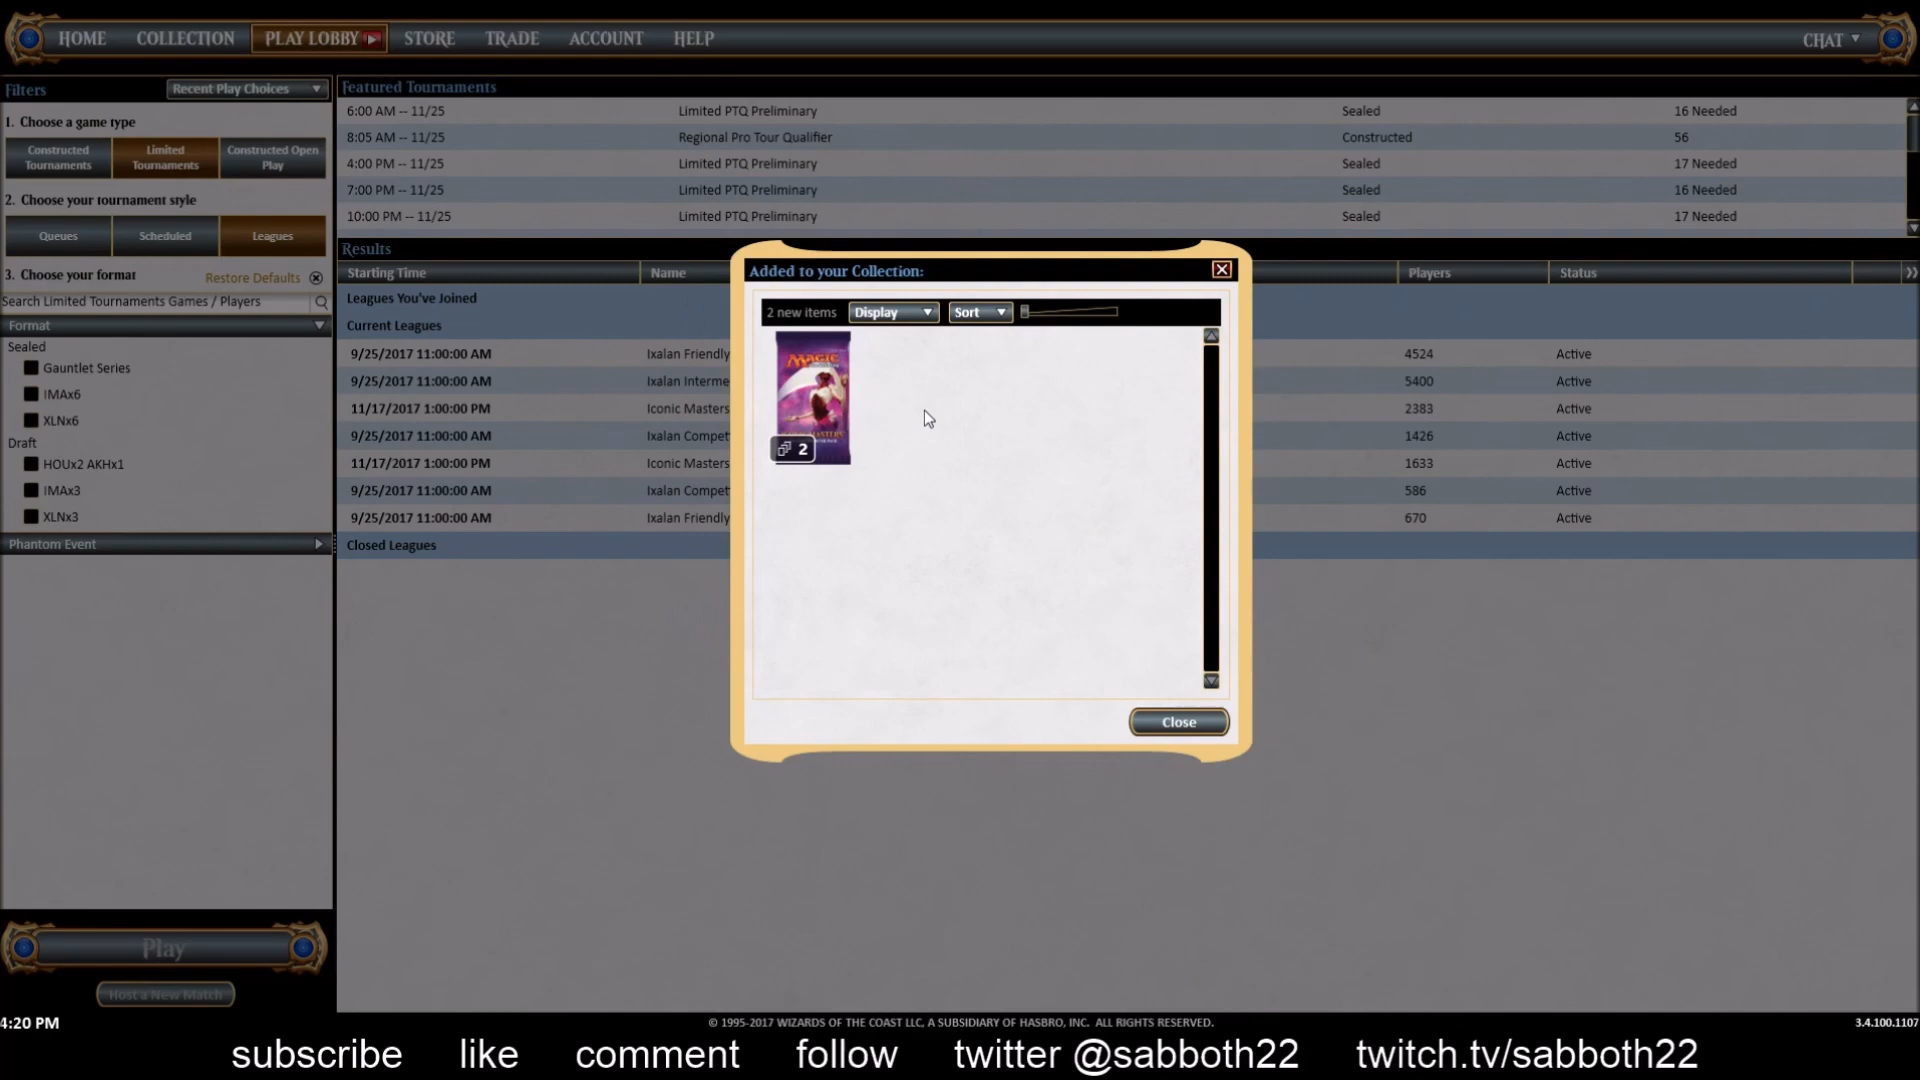 HOME COLLECTION PLAY LOBBY STORE TRADE ACCOUNT HELP CHAT
Filters Recent Play Choices
1. Choose a game type
Constructed Tournaments
Limited Tournaments
Constructed Open Play
2. Choose your tournament style
Queues Scheduled Leagues
3. Choose your format Restore Defaults
Search Limited Tournaments Games / Players
Format
Sealed
Gauntlet Series
IMAx6
XLNx6
Draft
HOUx2 AKHx1
IMAx3
XLNx3
Phantom Event
Play
Host a New Match
4:20 PM
Featured Tournaments
6:00 AM -- 11/25 Limited PTQ Preliminary Sealed 16 Needed
8:05 AM -- 11/25 Regional Pro Tour Qualifier Constructed 56
4:00 PM -- 11/25 Limited PTQ Preliminary Sealed 17 Needed
7:00 PM -- 11/25 Limited PTQ Preliminary Sealed 16 Needed
10:00 PM -- 11/25 Limited PTQ Preliminary Sealed 17 Needed
Results
Starting Time Name Players Status
Leagues You've Joined
Current Leagues
9/25/2017 11:00:00 AM Ixalan Friendly 4524 Active
9/25/2017 11:00:00 AM Ixalan Interme 5400 Active
11/17/2017 1:00:00 PM Iconic Masters 2383 Active
9/25/2017 11:00:00 AM Ixalan Compet 1426 Active
11/17/2017 1:00:00 PM Iconic Masters 1633 Active
9/25/2017 11:00:00 AM Ixalan Compet 586 Active
9/25/2017 11:00:00 AM Ixalan Friendly 670 Active
Closed Leagues
Added to your Collection:
2 new items Display Sort
MAGIC
2
Close
© 1995-2017 WIZARDS OF THE COAST LLC, A SUBSIDIARY OF HASBRO, INC. ALL RIGHTS RESERVED.
3.4.100.1107
subscribe like comment follow twitter @sabboth22 twitch.tv/sabboth22